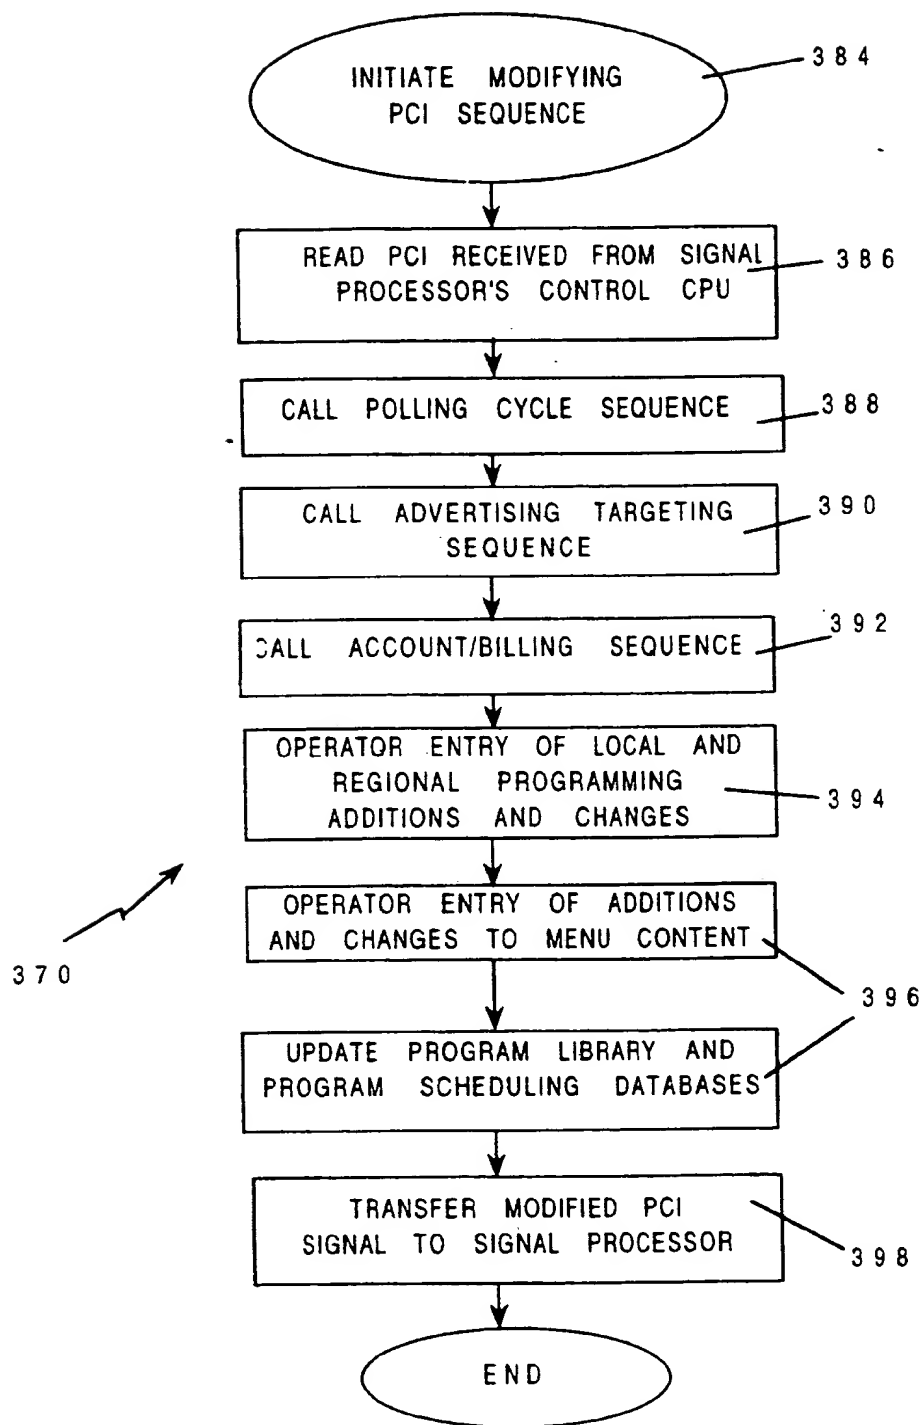 INITIATE MODIFYING
PCI SEQUENCE
384
READ PCI RECEIVED FROM SIGNAL
PROCESSOR'S CONTROL CPU
386
CALL POLLING CYCLE SEQUENCE
388
CALL ADVERTISING TARGETING
SEQUENCE
390
CALL ACCOUNT/BILLING SEQUENCE
392
OPERATOR ENTRY OF LOCAL AND
REGIONAL PROGRAMMING
ADDITIONS AND CHANGES
394
370
OPERATOR ENTRY OF ADDITIONS
AND CHANGES TO MENU CONTENT
396
UPDATE PROGRAM LIBRARY AND
PROGRAM SCHEDULING DATABASES
TRANSFER MODIFIED PCI
SIGNAL TO SIGNAL PROCESSOR
398
END